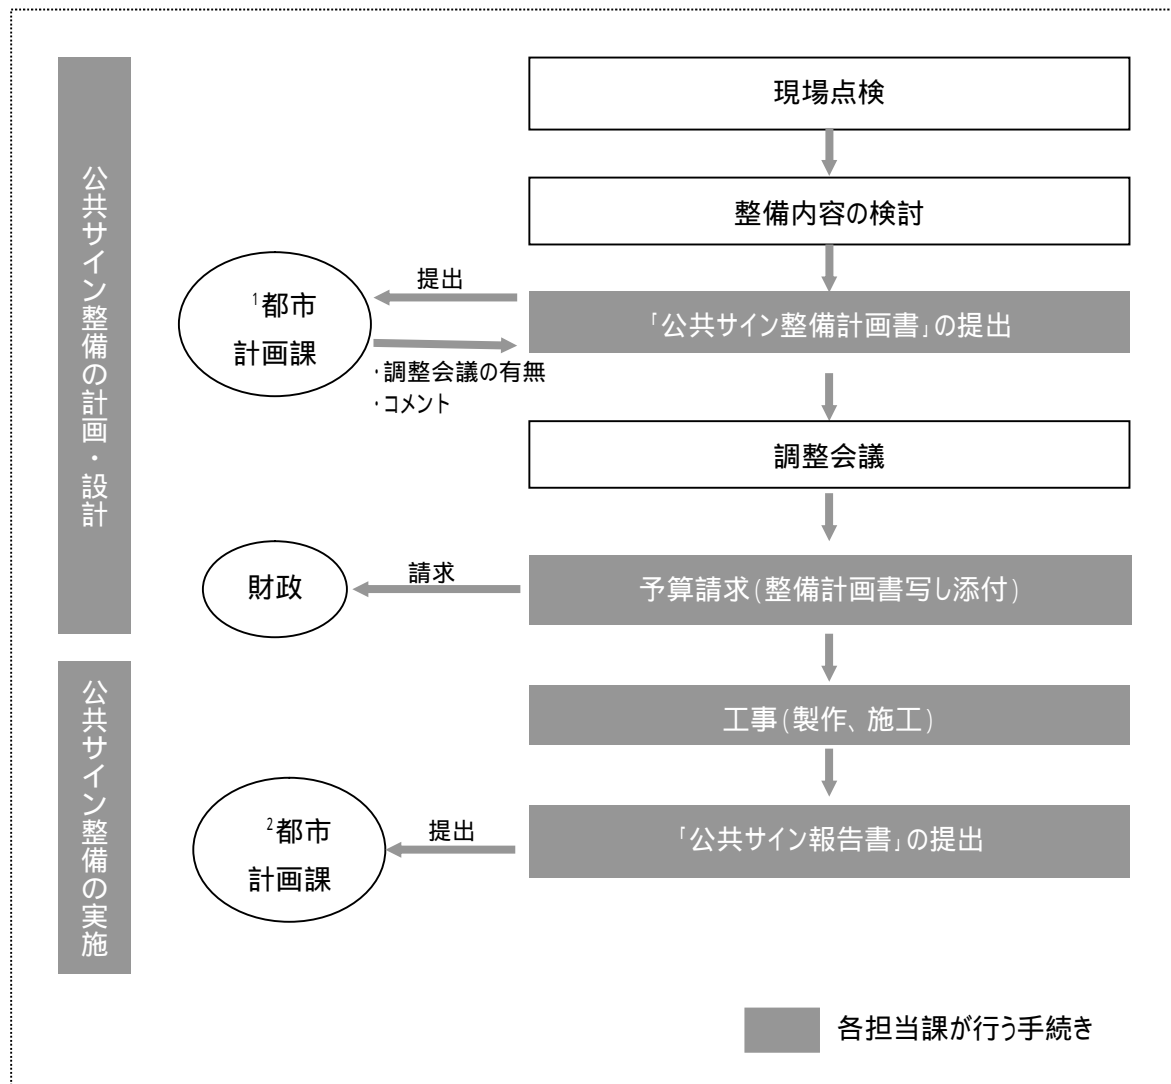 公共サイン整備の計画・設計
現場点検
整備内容の検討
提出
1都市
計画課
「公共サイン整備計画書」の提出
・調整会議の有無
・コメント
調整会議
財政
請求
予算請求(整備計画書写し添付)
公共サイン整備の実施
工事(製作、施工)
2都市
計画課
提出
「公共サイン報告書」の提出
各担当課が行う手続き